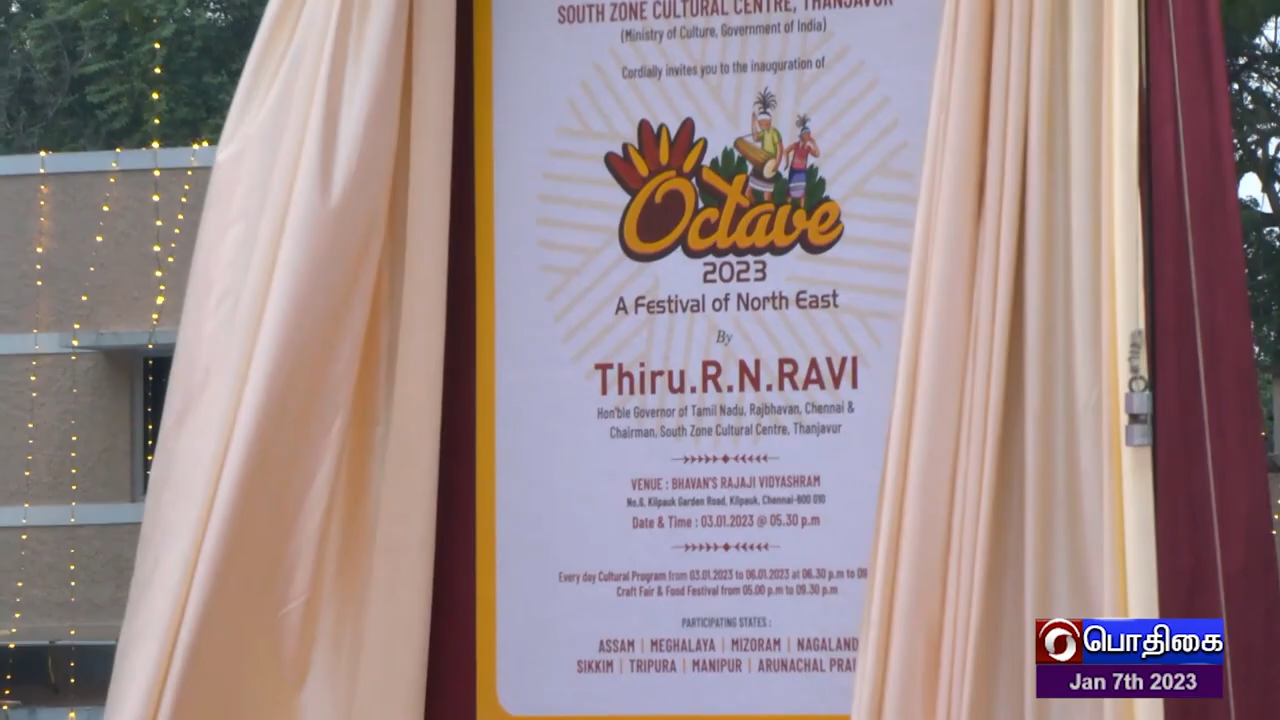 SOUTH ZONE CULTURAL CENTRE, THANJAVUR
(Ministry of Culture, Government of India)
Cordially invites you to the inauguration of
Octave
2023
A Festival of North East
By
Thiru.R.N.RAVI
Hon'ble Governor of Tamil Nadu, Rajbhavan, Chennai &
Chairman, South Zone Cultural Centre, Thanjavur
VENUE : BHAVAN'S RAJAJI VIDYASHRAM
No.6, Kilpauk Garden Road, Kilpauk, Chennai-600 010
Date & Time : 03.01.2023 @ 05.30 p.m
Every day Cultural Program from 03.01.2023 to 06.01.2023 at 06.30 p.m to 09
Craft Fair & Food Festival from 05.00 p.m to 09.30 p.m
PARTICIPATING STATES :
ASSAM | MEGHALAYA | MIZORAM | NAGALAND
SIKKIM | TRIPURA | MANIPUR | ARUNACHAL
பொதிகை
Jan 7th 2023